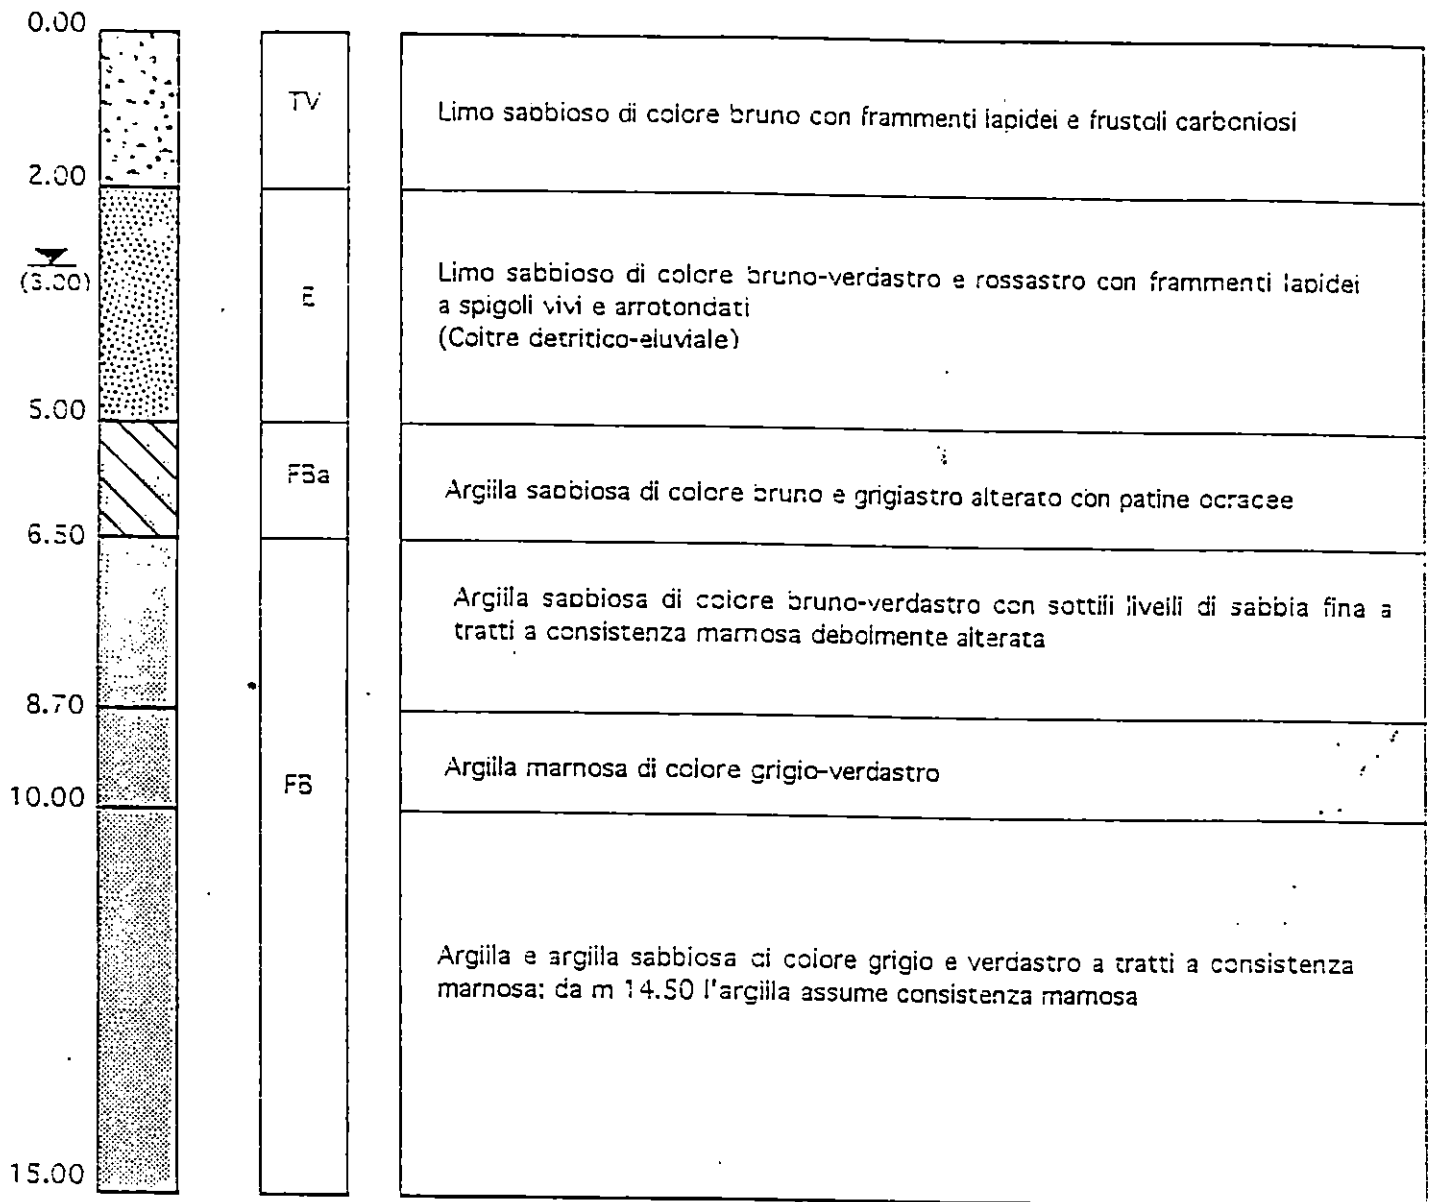 0.00
TV
Limo sabbioso di colore bruno con frammenti lapidei e frustoli carboniosi
2.00
(3.00)
E
Limo sabbioso di colore bruno-verdastro e rossastro con frammenti lapidei
a spigoli vivi e arrotondati
(Coltre detritico-eluviale)
5.00
FBa
Argilla sabbiosa di colore bruno e grigiastro alterato con patine ocracee
6.50
Argilla sabbiosa di colore bruno-verdastro con sottili livelli di sabbia fina a
tratti a consistenza marnosa debolmente alterata
8.70
Argilla marnosa di colore grigio-verdastro
10.00
FB
Argilla e argilla sabbiosa di colore grigio e verdastro a tratti a consistenza
marnosa; da m 14.50 l'argilla assume consistenza marnosa
15.00